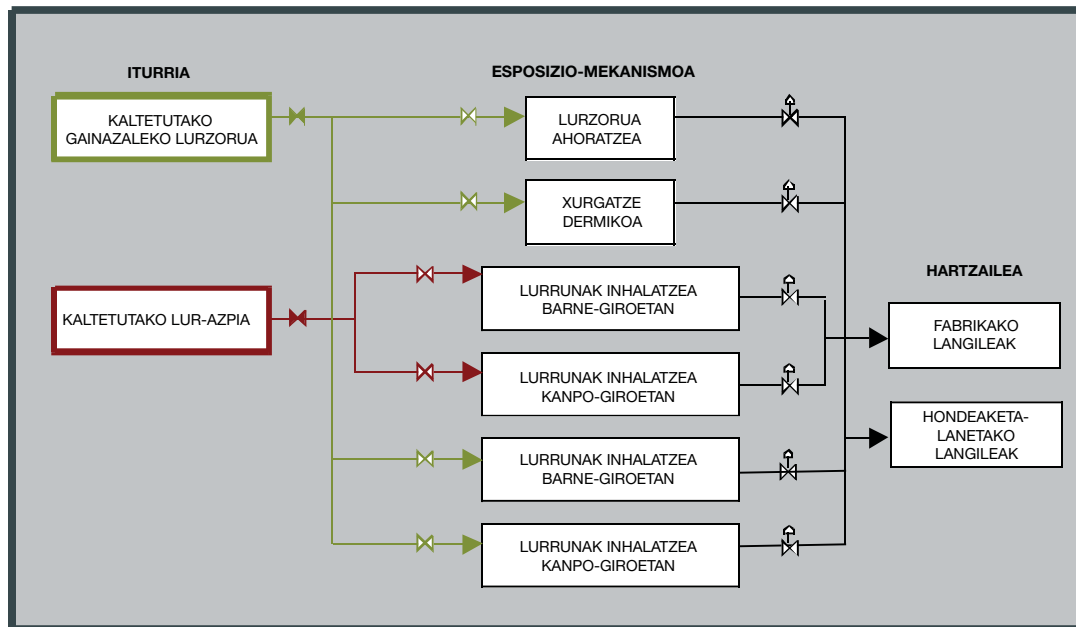 ITURRIA
ESPOSIZIO-MEKANISMOA
KALTETUTAKO
GAINAZALEKO LURZORUA
LURZORUA
AHORATZEA
XURGATZE
DERMIKOA
HARTZAILEA
KALTETUTAKO LUR-AZPIA
LURRUNAK INHALATZEA
BARNE-GIROETAN
FABRIKAKO
LANGILEAK
LURRUNAK INHALATZEA
KANPO-GIROETAN
HONDEAKETA-
LANETAKO
LANGILEAK
LURRUNAK INHALATZEA
BARNE-GIROETAN
LURRUNAK INHALATZEA
KANPO-GIROETAN